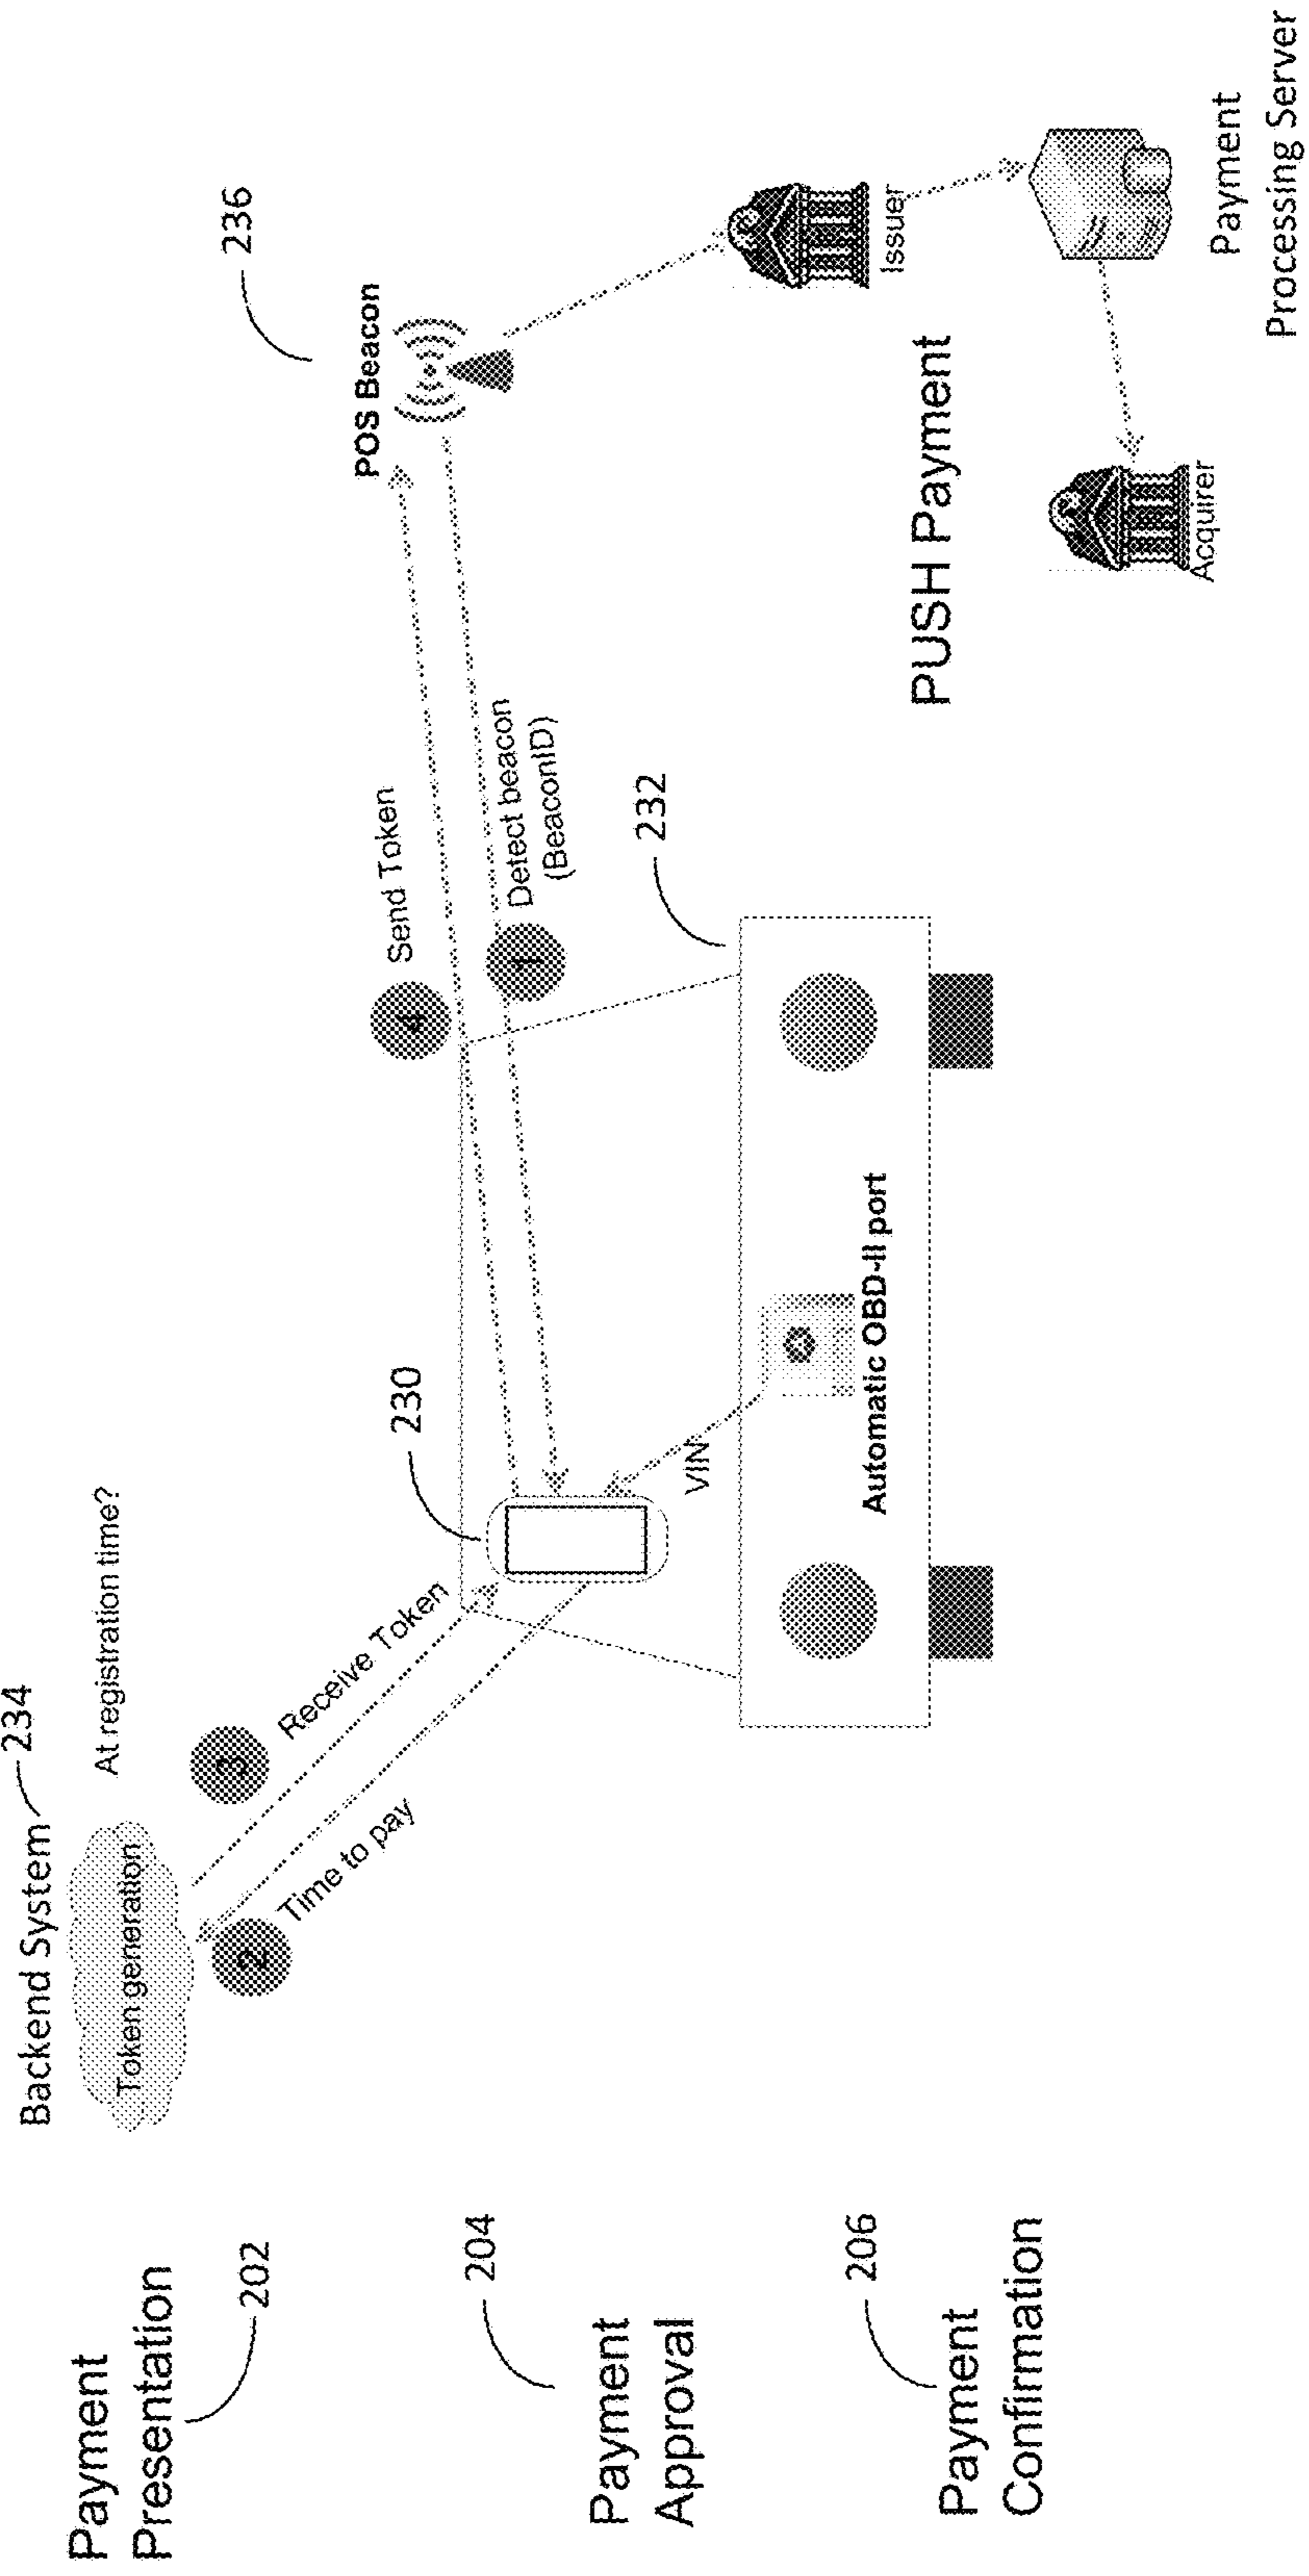 Payment
Presentation
202
Payment
Approval
204
Payment
Confirmation
206
Backend System
234
Token generation
At registration time?
2
Time to pay
3
Receive Token
230
VIN
Automatic OBD-II port
232
4
Send Token
1
Detect beacon
(BeaconID)
POS Beacon
236
PUSH Payment
Issuer
Acquirer
Payment
Processing Server